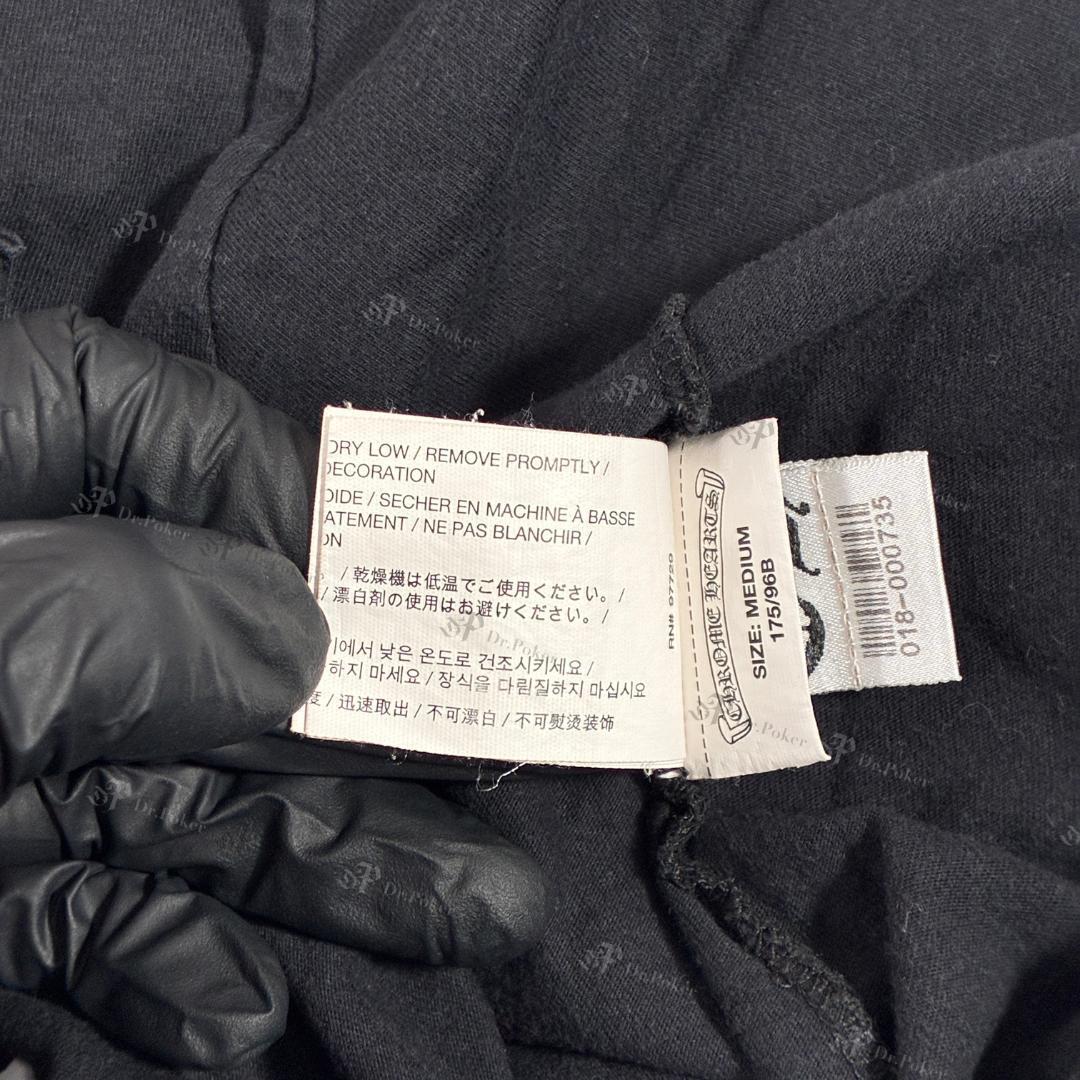 DRY LOW / REMOVE PROMPTLY /
DECORATION
OIDE / SECHER EN MACHINE À BASSE
ATEMENT / NE PAS BLANCHIR /
ON
/ 乾燥機は低温でご使用ください。 /
/ 漂白剤の使用はお避けください。 /
에서 낮은 온도로 건조시키세요 /
하지 마세요 / 장식을 다림질하지 마십시오
度 / 迅速取出 / 不可漂白 / 不可熨烫装饰
RN# 97720
CHROME HEARTS
SIZE: MEDIUM
175/96B
018-000735
Dr.Poker